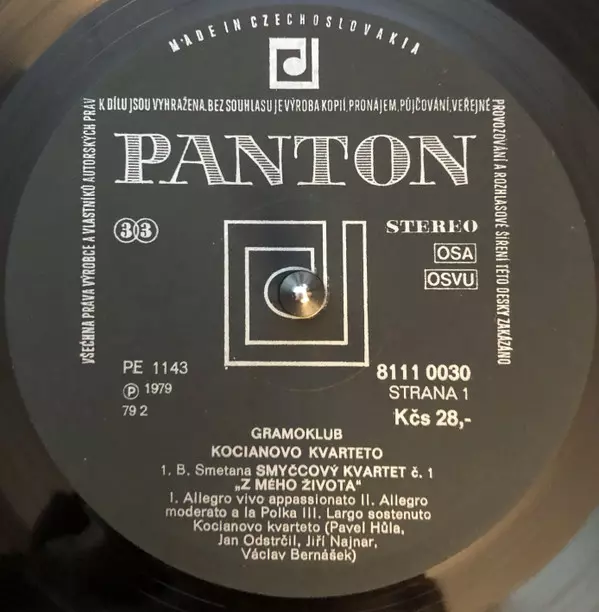 MADE IN CZECHOSLOVAKIA
VŠECHNA PRÁVA VÝROBCE A VLASTNÍKŮ AUTORSKÝCH PRÁV
K DÍLU JSOU VYHRAŽENA. BEZ SOUHLASU JE VÝROBA KOPIÍ, PRONÁJEM, PŮJČOVÁNÍ, VEŘEJNÉ
PROVOZOVÁNÍ A ROZHLASOVÉ ŠÍŘENÍ TÉTO DESKY ZAKÁZÁNO
PANTON
33
STEREO
OSA
OSVU
PE 1143
Ⓟ 1979
79 2
8111 0030
STRANA 1
Kčs 28,-
GRAMOKLUB
KOCIANOVO KVARTETO
1. B. Smetana SMYČCOVÝ KVARTET č. 1
„Z MÉHO ŽIVOTA"
I. Allegro vivo appassionato II. Allegro
moderato a la Polka III. Largo sostenuto
Kocianovo kvarteto (Pavel Hůla,
Jan Odstrčil, Jiří Najnar,
Václav Bernášek)